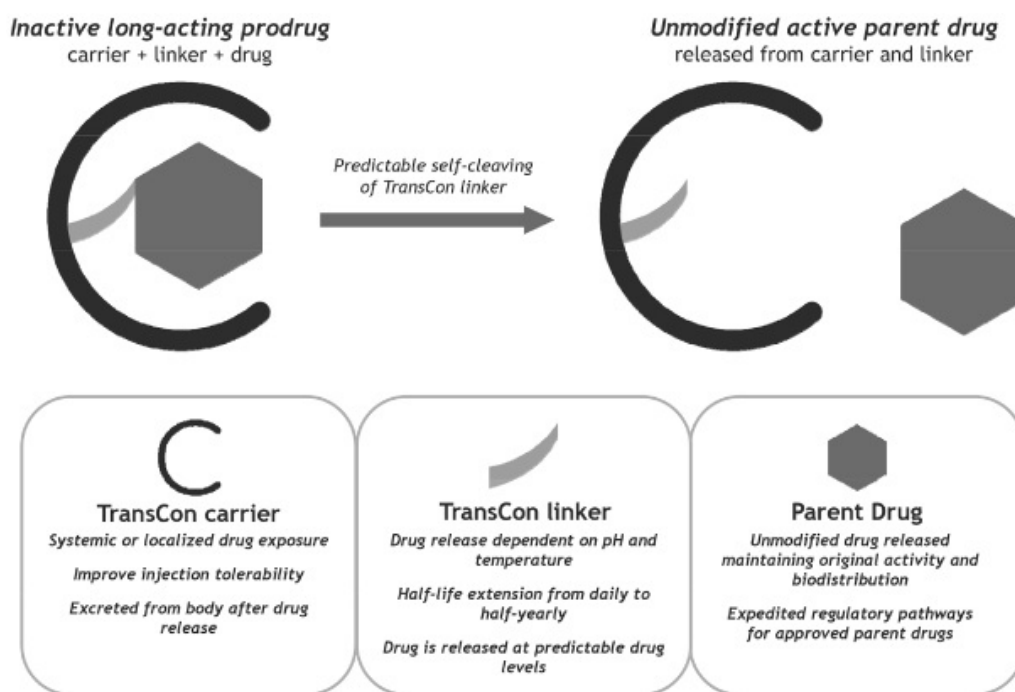 Inactive long-acting prodrug
carrier + linker + drug
Unmodified active parent drug
released from carrier and linker
Predictable self-cleaving
of TransCon linker
TransCon carrier
Systemic or localized drug exposure
Improve injection tolerability
Excreted from body after drug
release
TransCon linker
Drug release dependent on pH and
temperature
Half-life extension from daily to
half-yearly
Drug is released at predictable drug
levels
Parent Drug
Unmodified drug released
maintaining original activity and
biodistribution
Expedited regulatory pathways
for approved parent drugs